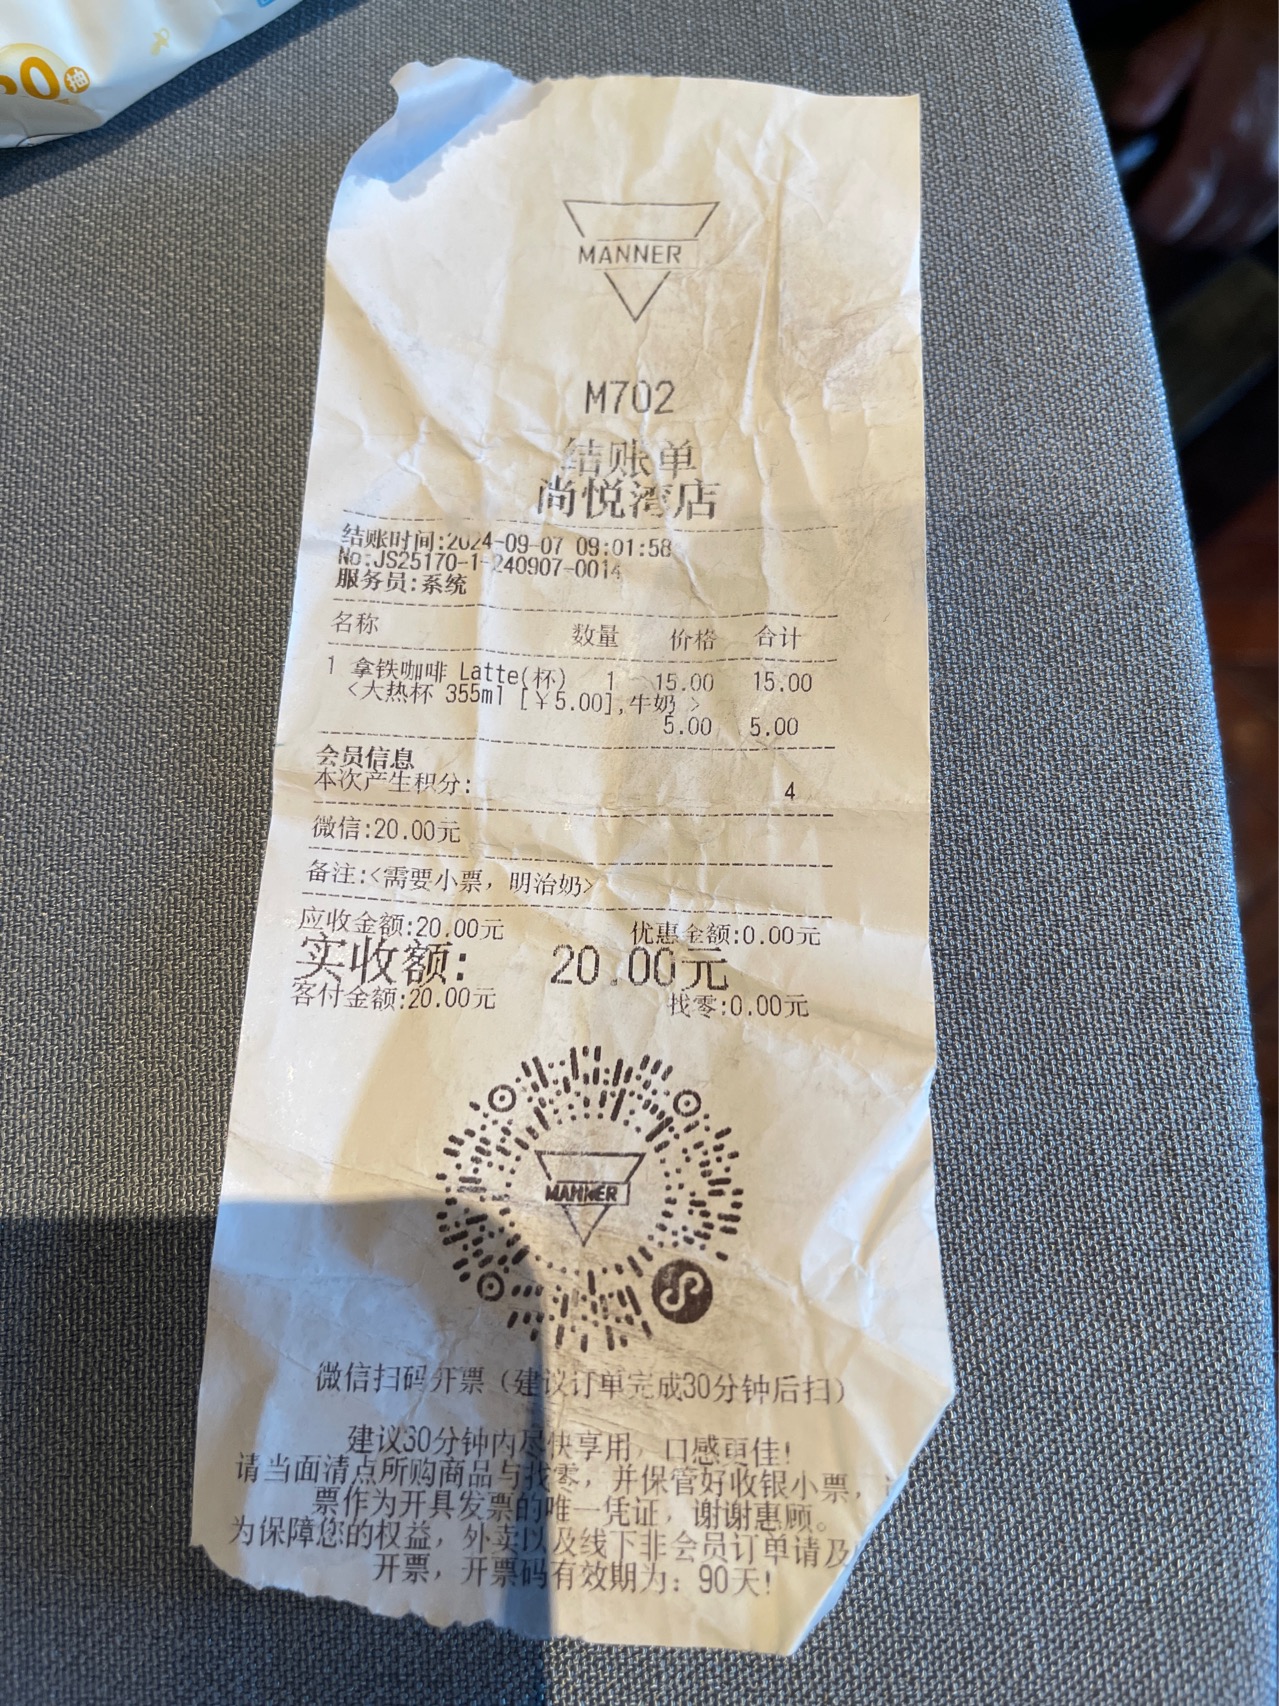 抽
MANNER
M702
结账单
尚悦湾店
结账时间:2024-09-07 09:01:58
No:JS25170-1-240907-0014
服务员:系统
名称 数量 价格 合计
1 拿铁咖啡 Latte(杯) 1 15.00 15.00
<大热杯 355ml [￥5.00],牛奶 >
5.00 5.00
会员信息
本次产生积分: 4
微信:20.00元
备注:<需要小票，明治奶>
应收金额:20.00元 优惠金额:0.00元
实收额: 20.00元
客付金额:20.00元 找零:0.00元
MANNER
微信扫码开票（建议订单完成30分钟后扫）
建议30分钟内尽快享用，口感更佳!
请当面清点所购商品与找零，并保管好收银小票，
票作为开具发票的唯一凭证，谢谢惠顾。
为保障您的权益，外卖以及线下非会员订单请及
开票，开票码有效期为：90天!